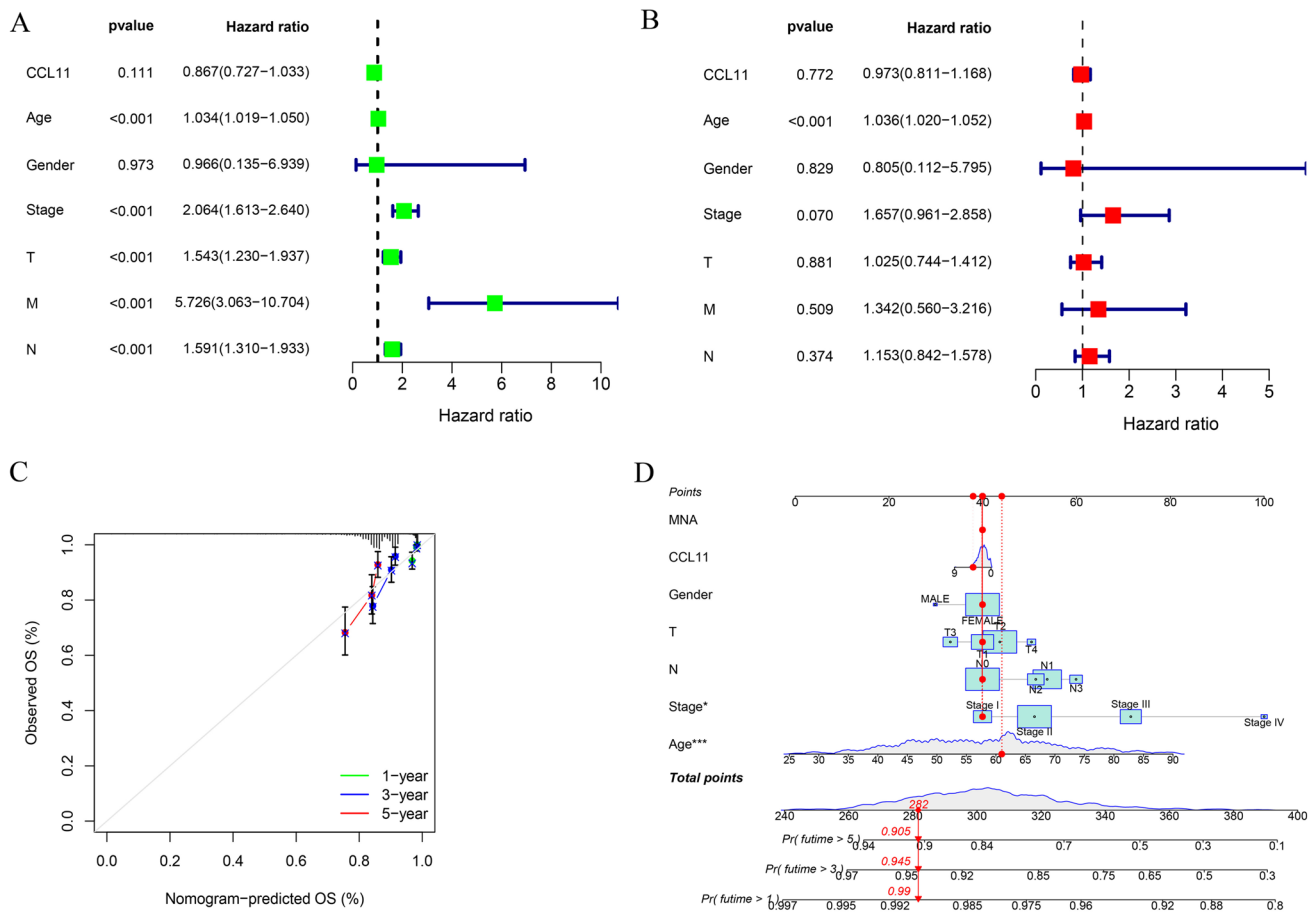 A
pvalue Hazard ratio
CCL11 0.111 0.867(0.727−1.033)
Age <0.001 1.034(1.019−1.050)
Gender 0.973 0.966(0.135−6.939)
Stage <0.001 2.064(1.613−2.640)
T <0.001 1.543(1.230−1.937)
M <0.001 5.726(3.063−10.704)
N <0.001 1.591(1.310−1.933)
0 2 4 6 8 10
Hazard ratio
B
pvalue Hazard ratio
CCL11 0.772 0.973(0.811−1.168)
Age <0.001 1.036(1.020−1.052)
Gender 0.829 0.805(0.112−5.795)
Stage 0.070 1.657(0.961−2.858)
T 0.881 1.025(0.744−1.412)
M 0.509 1.342(0.560−3.216)
N 0.374 1.153(0.842−1.578)
0 1 2 3 4 5
Hazard ratio
C
Observed OS (%)
1.0
0.8
0.6
0.4
0.2
0.0
1−year
3−year
5−year
0.0 0.2 0.4 0.6 0.8 1.0
Nomogram−predicted OS (%)
D
Points
0 20 40 60 80 100
MNA
CCL11
9 0
Gender
MALE
FEMALE
T
T3 T1 T2 T4
N
N0 N2 N1 N3
Stage*
Stage I Stage II Stage III Stage IV
Age***
25 30 35 40 45 50 55 60 65 70 75 80 85 90
Total points
282
240 260 280 300 320 340 360 380 400
0.905
Pr( futime > 5 )
0.94 0.9 0.84 0.7 0.5 0.3 0.1
0.945
Pr( futime > 3 )
0.97 0.95 0.92 0.85 0.75 0.65 0.5 0.3
0.99
Pr( futime > 1 )
0.997 0.995 0.992 0.985 0.975 0.96 0.92 0.88 0.8